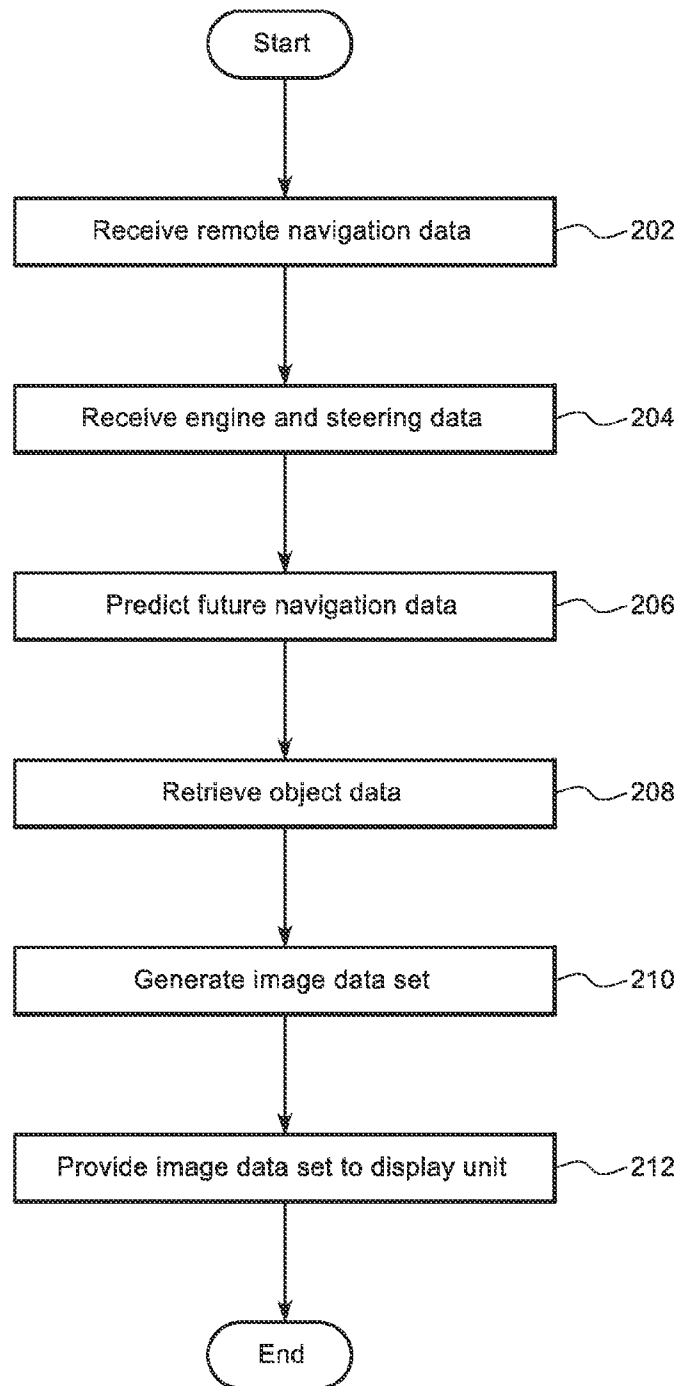 Start
Receive remote navigation data 202
Receive engine and steering data 204
Predict future navigation data 206
Retrieve object data 208
Generate image data set 210
Provide image data set to display unit 212
End